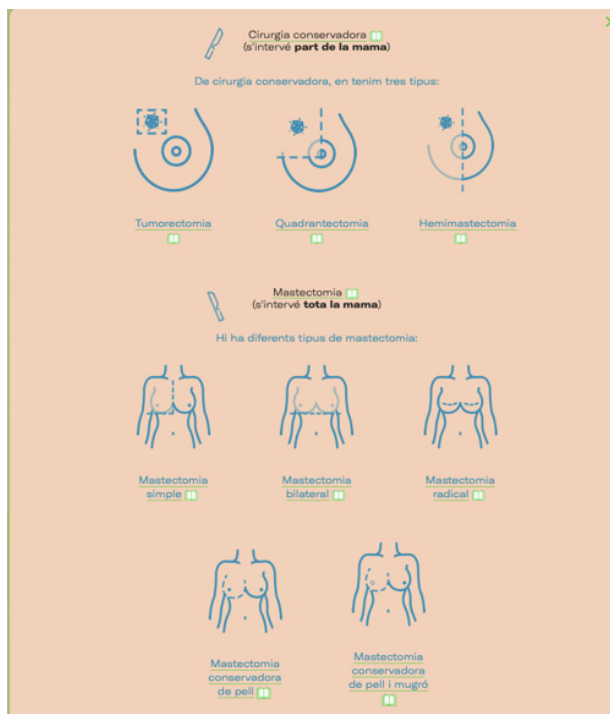 Cirurgia conservadora
(s'intervé part de la mama)
De cirurgia conservadora, en tenim tres tipus:
Tumorectomia
Quadrantectomia
Hemimastectomia
Mastectomia
(s'intervé tota la mama)
Hi ha diferents tipus de mastectomia:
Mastectomia
simple
Mastectomia
bilateral
Mastectomia
radical
Mastectomia
conservadora
de pell
Mastectomia
conservadora
de pell i mugró